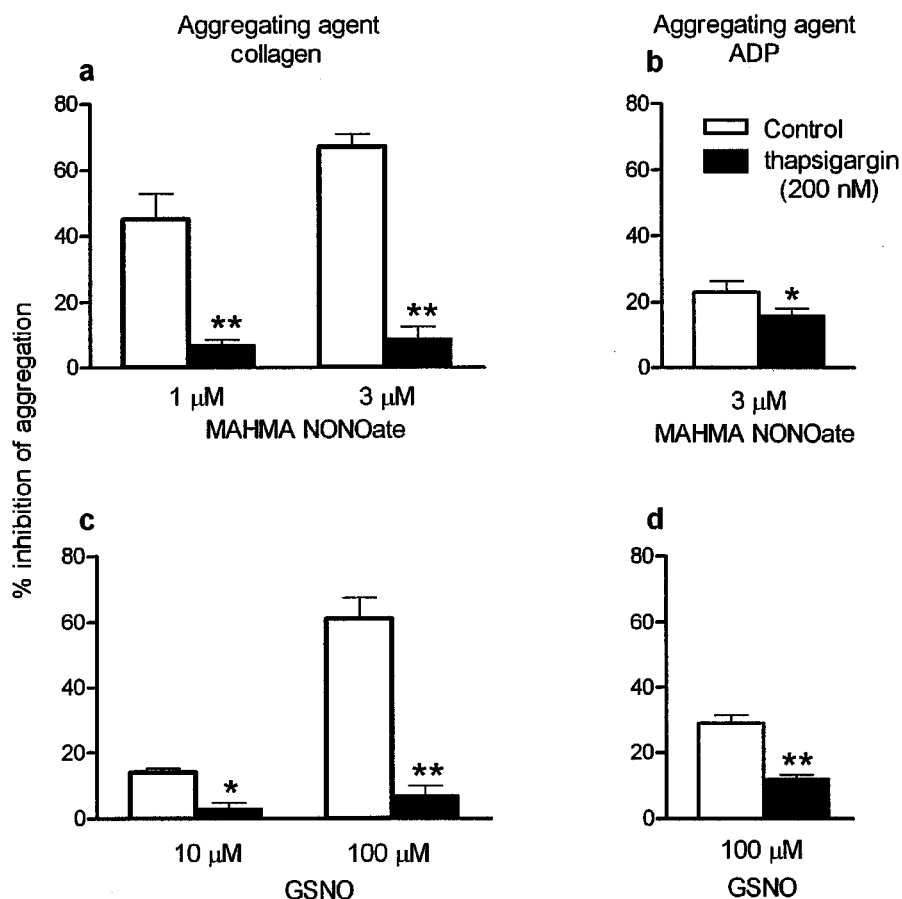 Aggregating agent
collagen
Aggregating agent
ADP
% inhibition of aggregation
a
80
60
40
20
0
**
**
1 µM
3 µM
MAHMA NONOate
b
80
60
40
20
0
Control
thapsigargin
(200 nM)
*
3 µM
MAHMA NONOate
c
80
60
40
20
0
*
**
10 µM
100 µM
GSNO
d
80
60
40
20
0
**
100 µM
GSNO